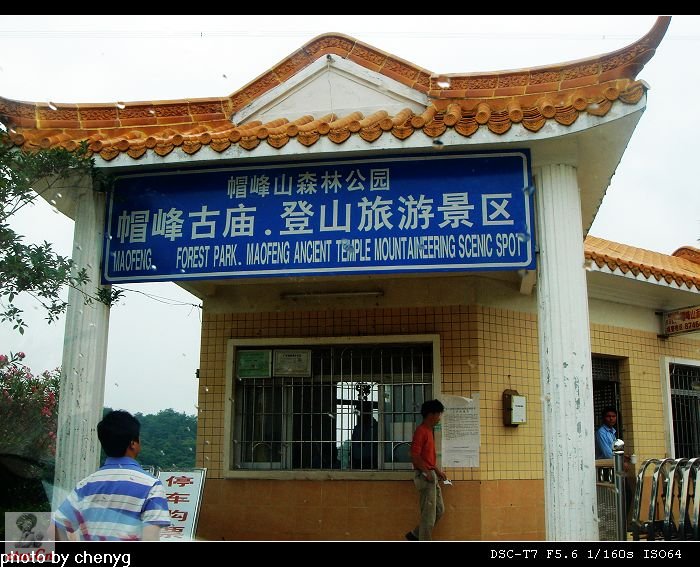 帽峰山森林公园
帽峰古庙.登山旅游景区
MAOFENG FOREST PARK. MAOFENG ANCIENT TEMPLE MOUNTAINEERING SCENIC SPOT
停车购票
photo by chenyg
DSC-T7 F5.6 1/160s ISO64